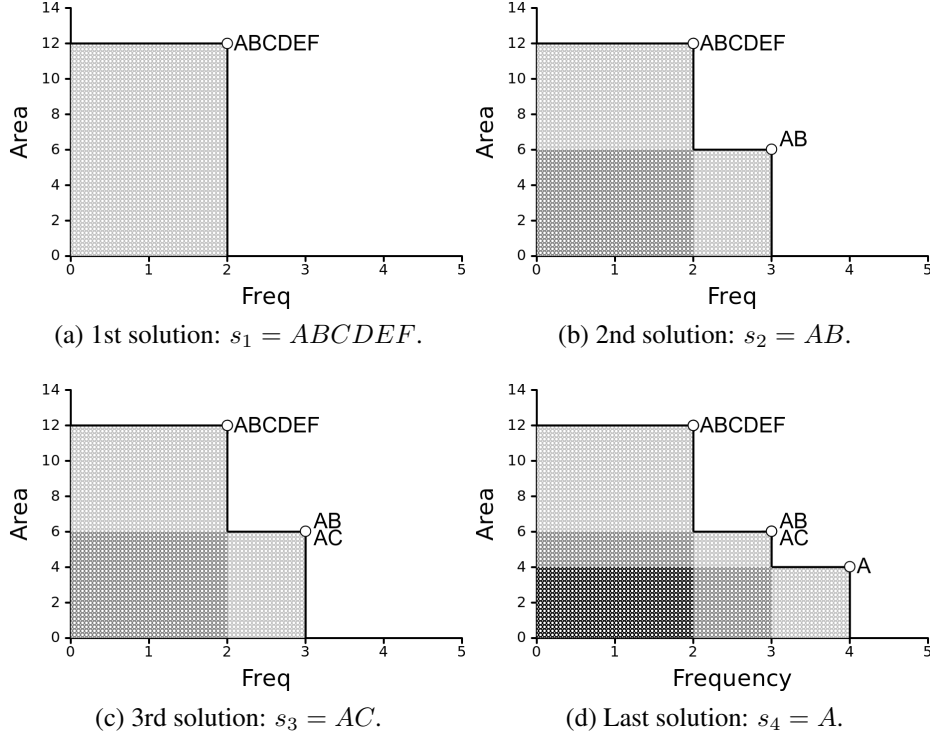 14
12
10
8
6
4
2
0
Area
ABCDEF
0 1 2 3 4 5
Freq
(a) 1st solution: s₁ = ABCDEF.
14
12
10
8
6
4
2
0
Area
ABCDEF
AB
0 1 2 3 4 5
Freq
(b) 2nd solution: s₂ = AB.
14
12
10
8
6
4
2
0
Area
ABCDEF
AB
AC
0 1 2 3 4 5
Freq
(c) 3rd solution: s₃ = AC.
14
12
10
8
6
4
2
0
Area
ABCDEF
AB
AC
A
0 1 2 3 4 5
Frequency
(d) Last solution: s₄ = A.